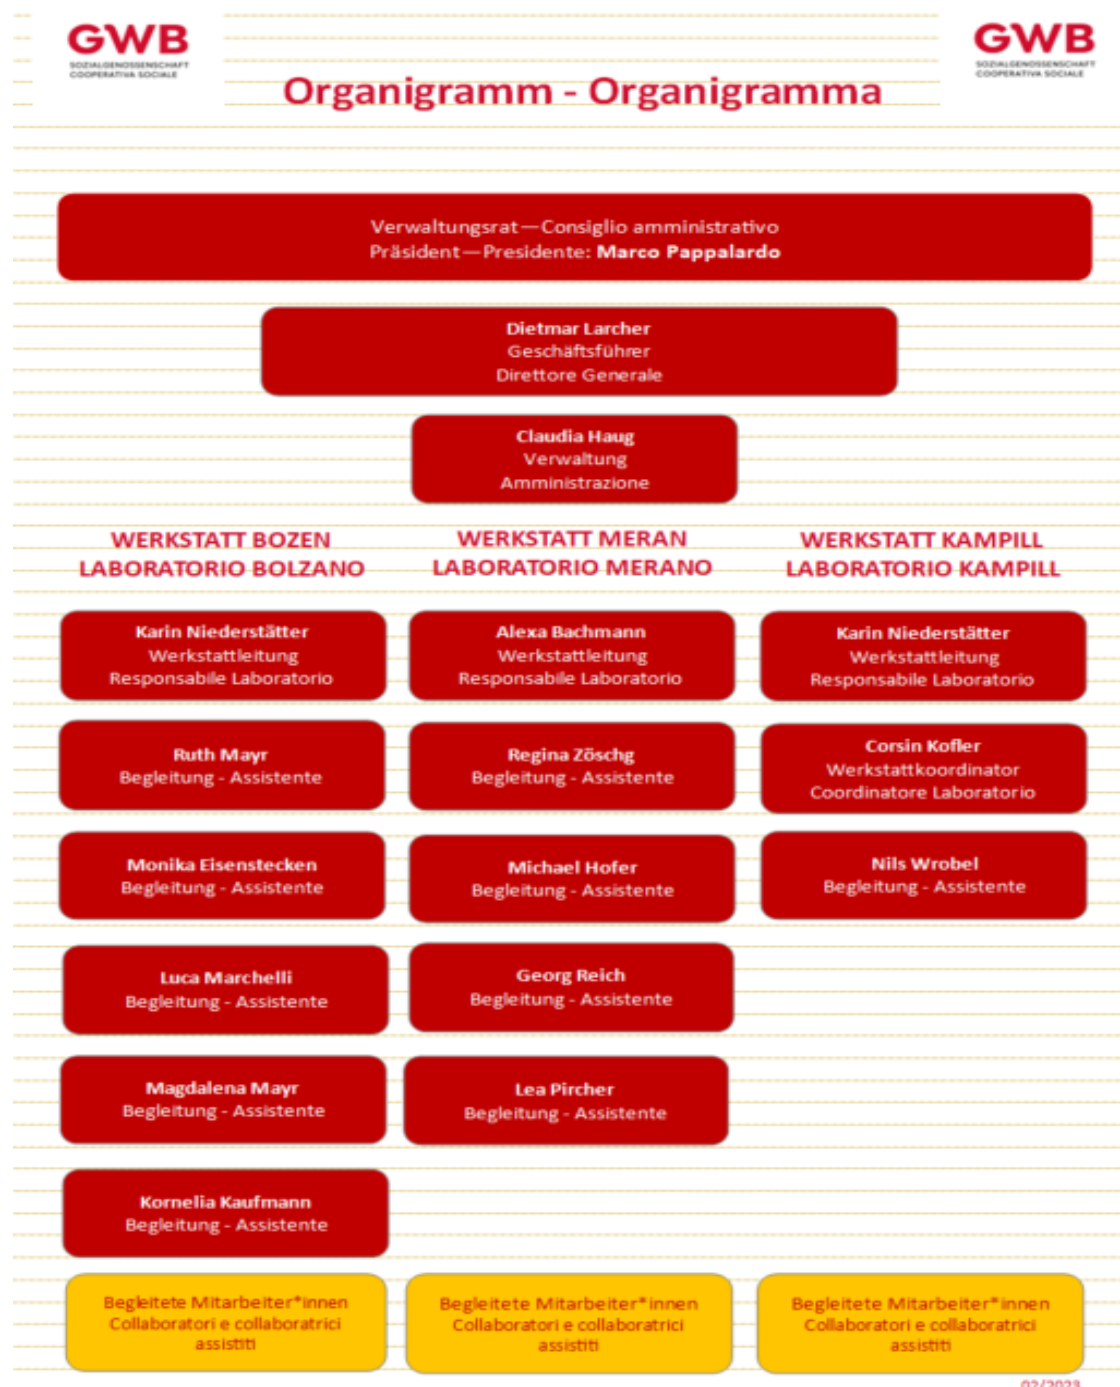 GWB
SOZIALGENOSSENSCHAFT
COOPERATIVA SOCIALE
GWB
SOZIALGENOSSENSCHAFT
COOPERATIVA SOCIALE
Organigramm - Organigramma
Verwaltungsrat—Consiglio amministrativo
Präsident—Presidente: Marco Pappalardo
Dietmar Larcher
Geschäftsführer
Direttore Generale
Claudia Haug
Verwaltung
Amministrazione
WERKSTATT BOZEN
LABORATORIO BOLZANO
Karin Niederstätter
Werkstattleitung
Responsabile Laboratorio
Ruth Mayr
Begleitung - Assistente
Monika Eisenstecken
Begleitung - Assistente
Luca Marchelli
Begleitung - Assistente
Magdalena Mayr
Begleitung - Assistente
Kornelia Kaufmann
Begleitung - Assistente
Begleitete Mitarbeiter*innen
Collaboratori e collaboratrici
assistiti
WERKSTATT MERAN
LABORATORIO MERANO
Alexa Bachmann
Werkstattleitung
Responsabile Laboratorio
Regina Zöschg
Begleitung - Assistente
Michael Hofer
Begleitung - Assistente
Georg Reich
Begleitung - Assistente
Lea Pircher
Begleitung - Assistente
Begleitete Mitarbeiter*innen
Collaboratori e collaboratrici
assistiti
WERKSTATT KAMPILL
LABORATORIO KAMPILL
Karin Niederstätter
Werkstattleitung
Responsabile Laboratorio
Corsin Kofler
Werkstattkoordinator
Coordinatore Laboratorio
Nils Wrobel
Begleitung - Assistente
Begleitete Mitarbeiter*innen
Collaboratori e collaboratrici
assistiti
02/2023